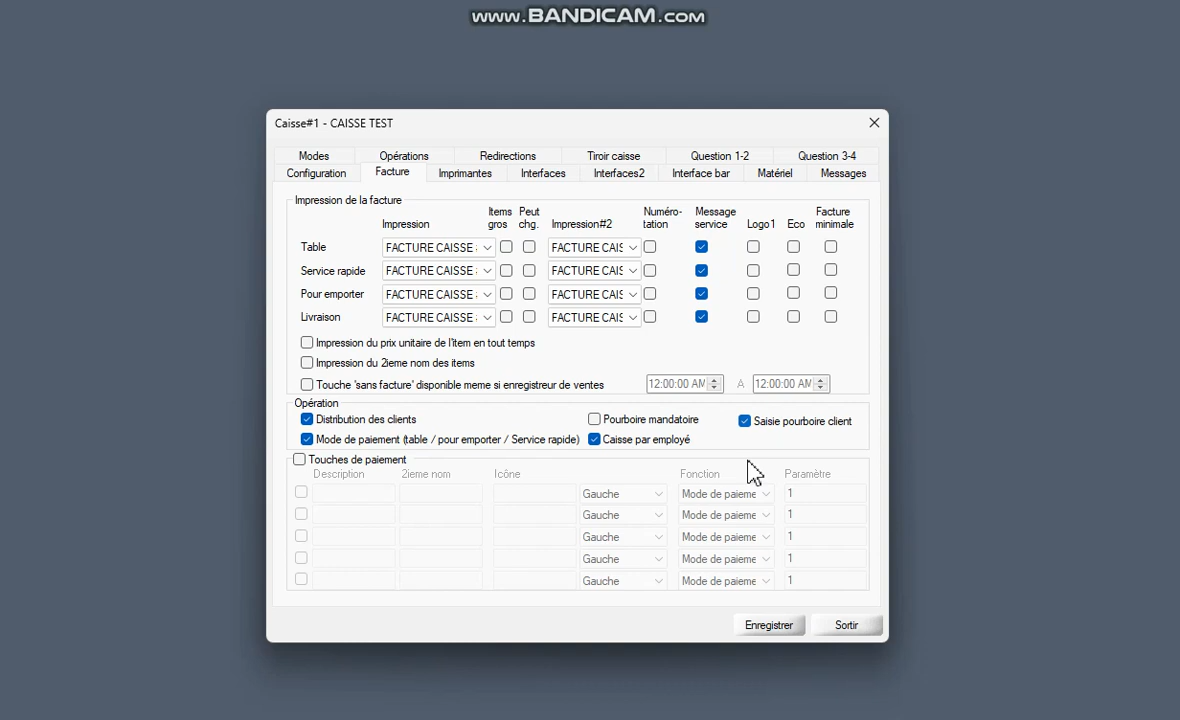 www.BANDICAM.com
Caisse#1 - CAISSE TEST
Modes Opérations Redirections Tiroir caisse Question 1-2 Question 3-4
Configuration Facture Imprimantes Interfaces Interfaces2 Interface bar Matériel Messages
Impression de la facture
Impression Items gros Peut chg. Impression#2 Numéro- tation Message service Logo1 Eco Facture minimale
Table FACTURE CAISSE FACTURE CAIS
Service rapide FACTURE CAISSE FACTURE CAIS
Pour emporter FACTURE CAISSE FACTURE CAIS
Livraison FACTURE CAISSE FACTURE CAIS
Impression du prix unitaire de l'ítem en tout temps
Impression du 2ieme nom des items
Touche 'sans facture' disponible meme si enregistreur de ventes 12:00:00 AM A 12:00:00 AM
Opération
Distribution des clients Pourboire mandatoire Saisie pourboire client
Mode de paiement (table / pour emporter / Service rapide) Caisse par employé
Touches de paiement
Description 2ieme nom Icône Fonction Paramètre
Gauche Mode de paieme 1
Gauche Mode de paieme 1
Gauche Mode de paieme 1
Gauche Mode de paieme 1
Gauche Mode de paieme 1
Enregistrer Sortir